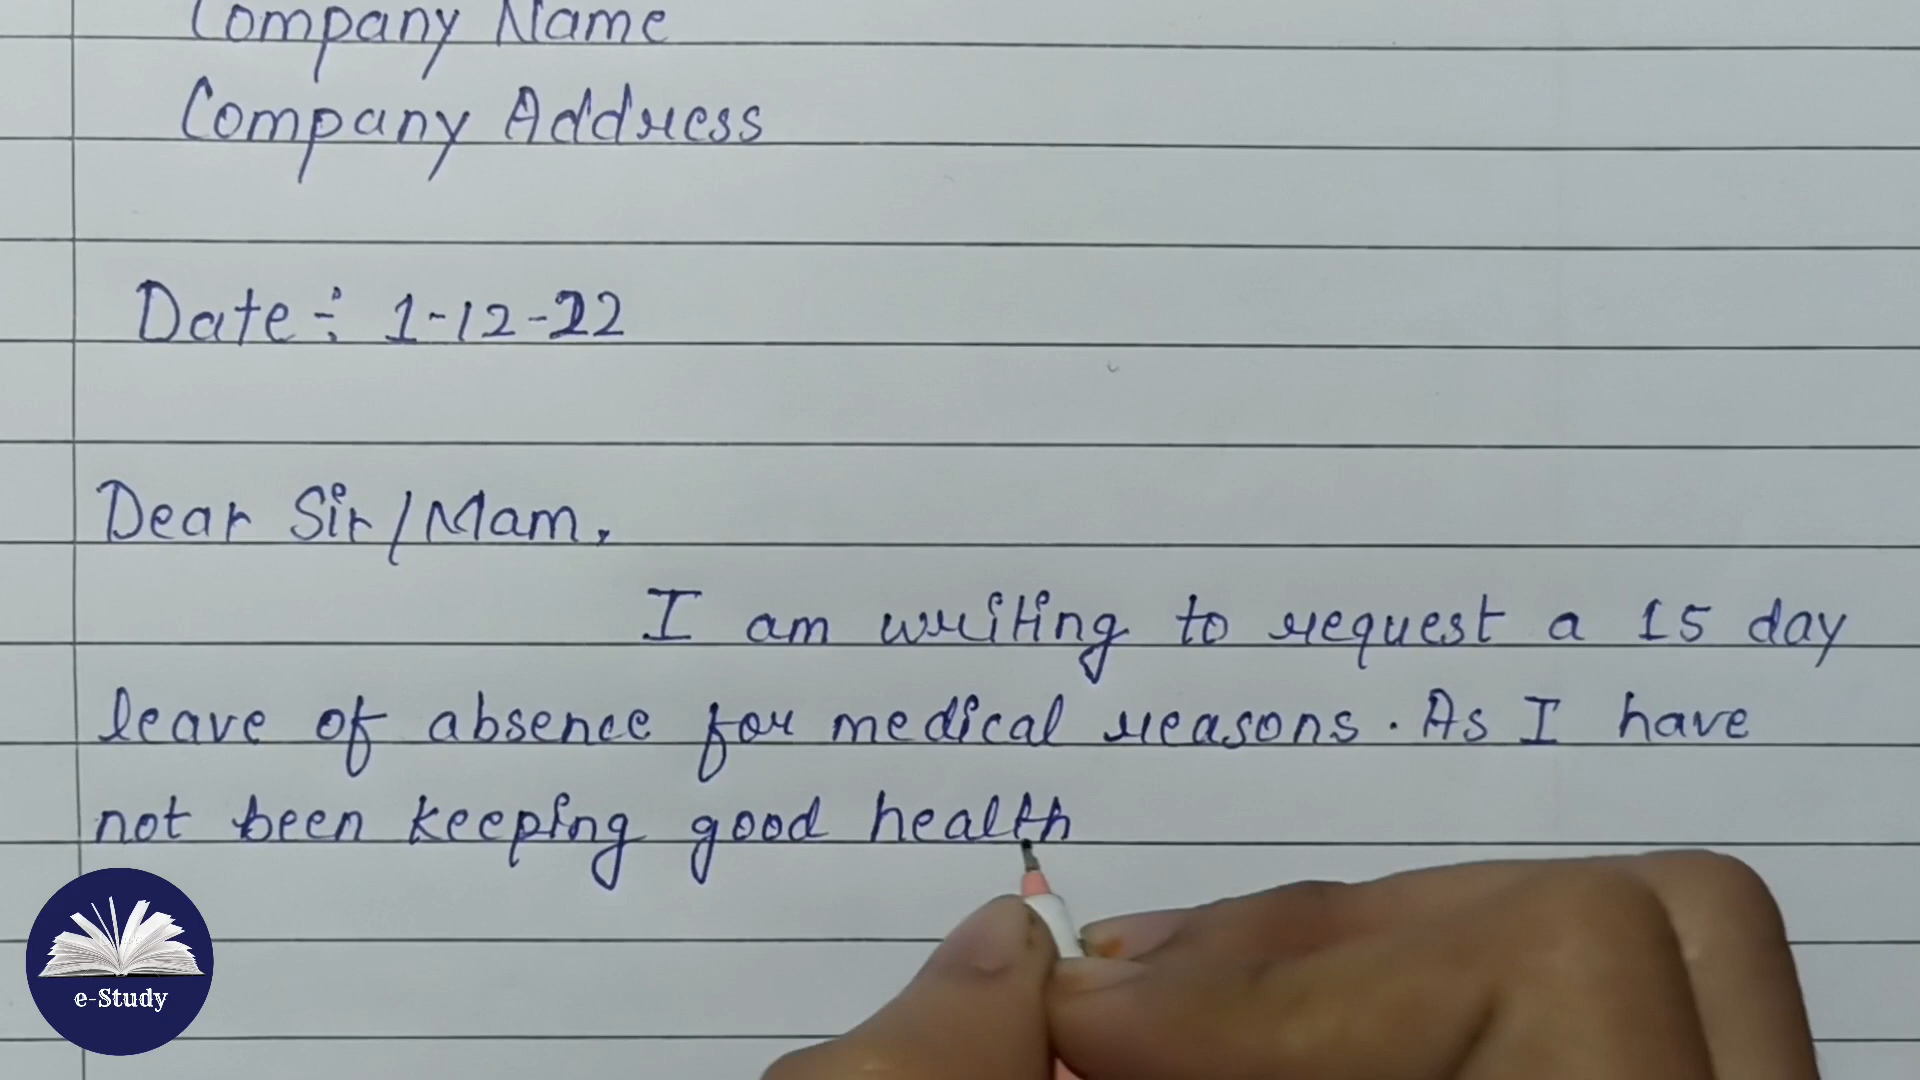 Company Name
Company Address
Date :- 1-12-22
Dear Sir/Mam,
I am writing to request a 15 day
leave of absence for medical reasons. As I have
not been keeping good health
e-Study